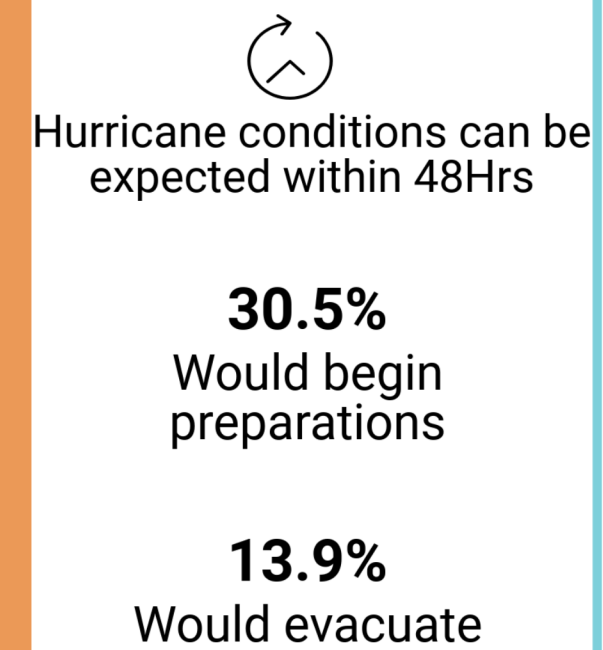 Hurricane conditions can be
expected within 48Hrs
30.5%
Would begin
preparations
13.9%
Would evacuate